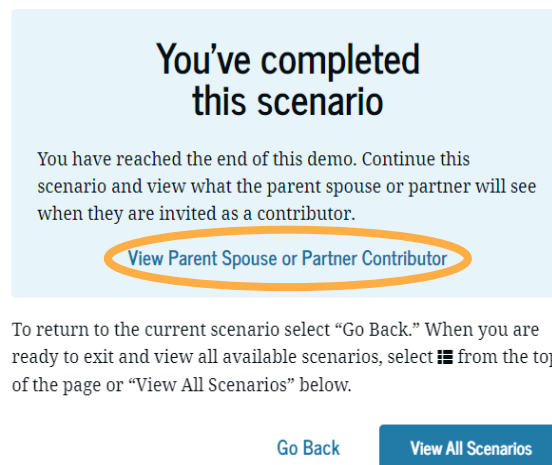 You've completed
this scenario
You have reached the end of this demo. Continue this
scenario and view what the parent spouse or partner will see
when they are invited as a contributor.
View Parent Spouse or Partner Contributor
To return to the current scenario select “Go Back.” When you are
ready to exit and view all available scenarios, select from the top
of the page or “View All Scenarios” below.
Go Back
View All Scenarios